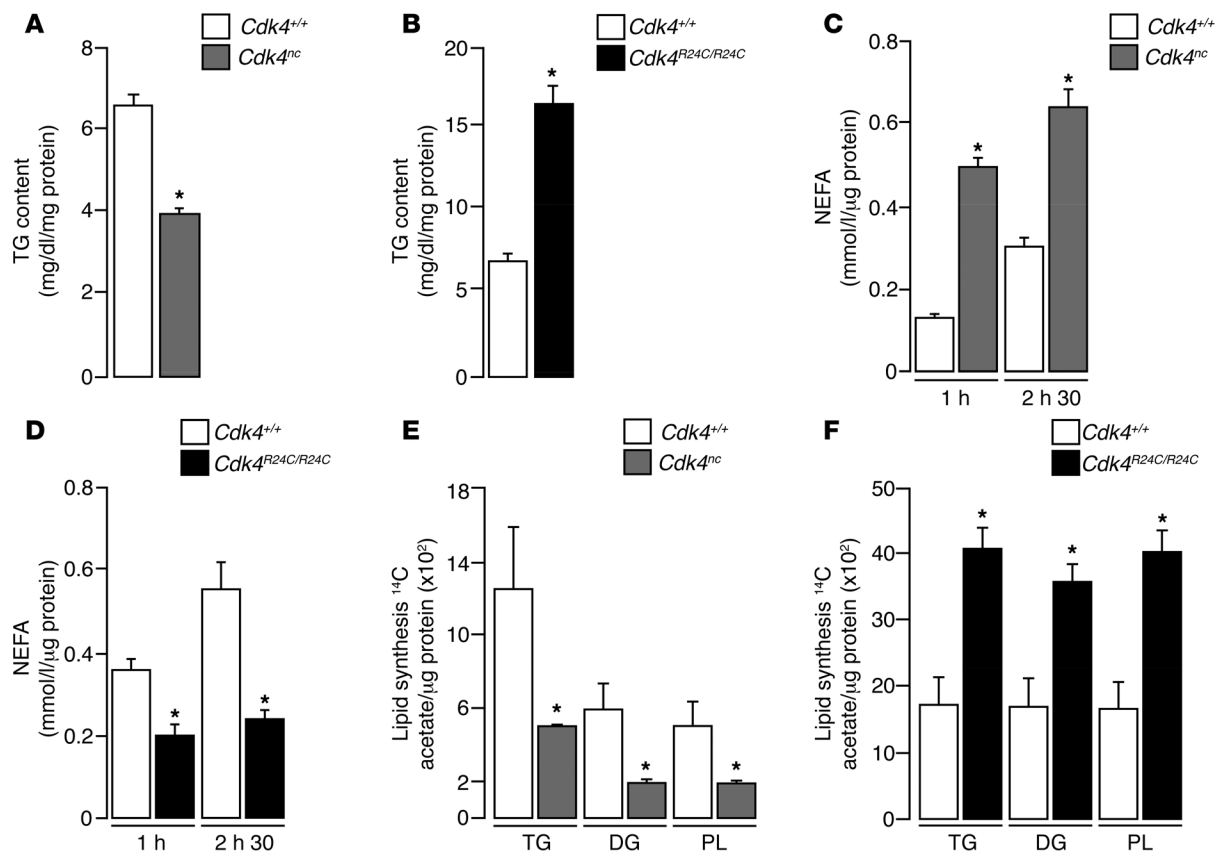 A
Cdk4+/+
Cdk4nc
TG content
(mg/dl/mg protein)
8
6
4
2
0
*
B
Cdk4+/+
Cdk4R24C/R24C
TG content
(mg/dl/mg protein)
20
15
10
5
0
*
C
Cdk4+/+
Cdk4nc
NEFA
(mmol/l/µg protein)
0.8
0.6
0.4
0.2
0
*
*
1 h
2 h 30
D
Cdk4+/+
Cdk4R24C/R24C
NEFA
(mmol/l/µg protein)
0.8
0.6
0.4
0.2
0
*
*
1 h
2 h 30
E
Cdk4+/+
Cdk4nc
Lipid synthesis 14C
acetate/µg protein (x10²)
18
14
10
6
2
0
*
*
*
TG
DG
PL
F
Cdk4+/+
Cdk4R24C/R24C
Lipid synthesis 14C
acetate/µg protein (x10²)
50
40
30
20
10
0
*
*
*
TG
DG
PL